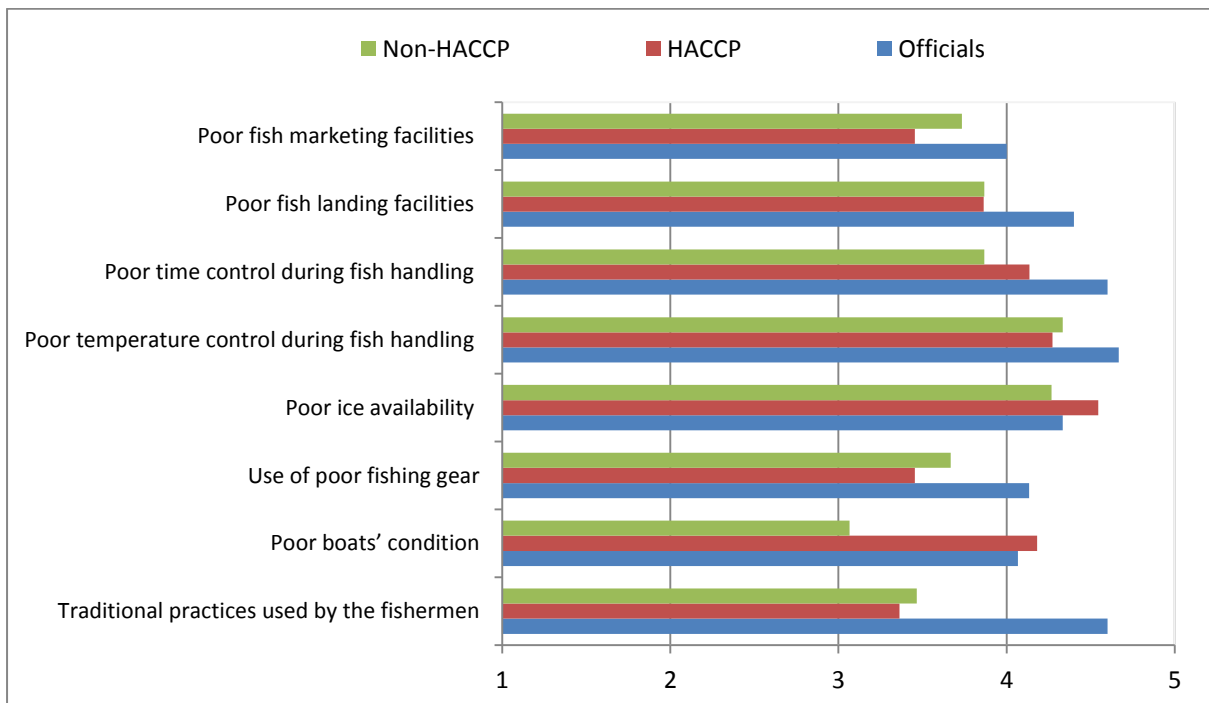 Non-HACCP HACCP Officials
Poor fish marketing facilities
Poor fish landing facilities
Poor time control during fish handling
Poor temperature control during fish handling
Poor ice availability
Use of poor fishing gear
Poor boats’ condition
Traditional practices used by the fishermen
1 2 3 4 5